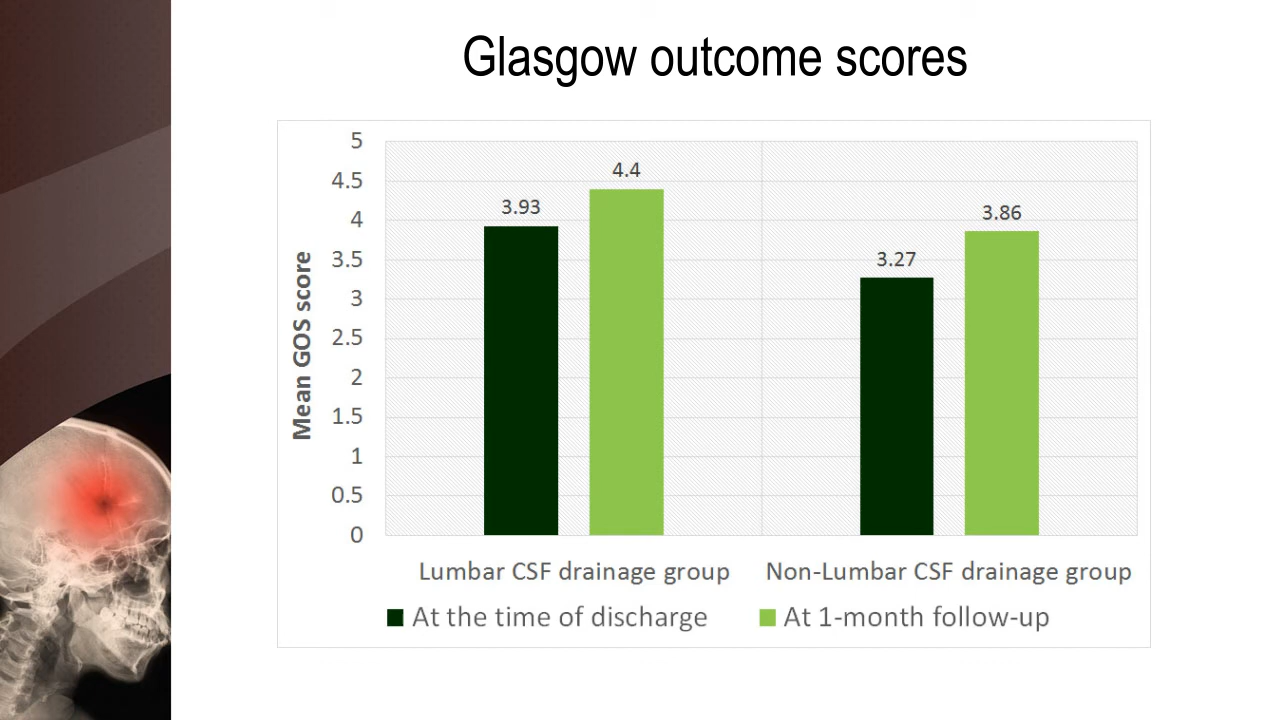 Glasgow outcome scores
5
4.5
4
3.5
3
2.5
2
1.5
1
0.5
0
Mean GOS score
3.93
4.4
3.27
3.86
Lumbar CSF drainage group
Non-Lumbar CSF drainage group
At the time of discharge
At 1-month follow-up